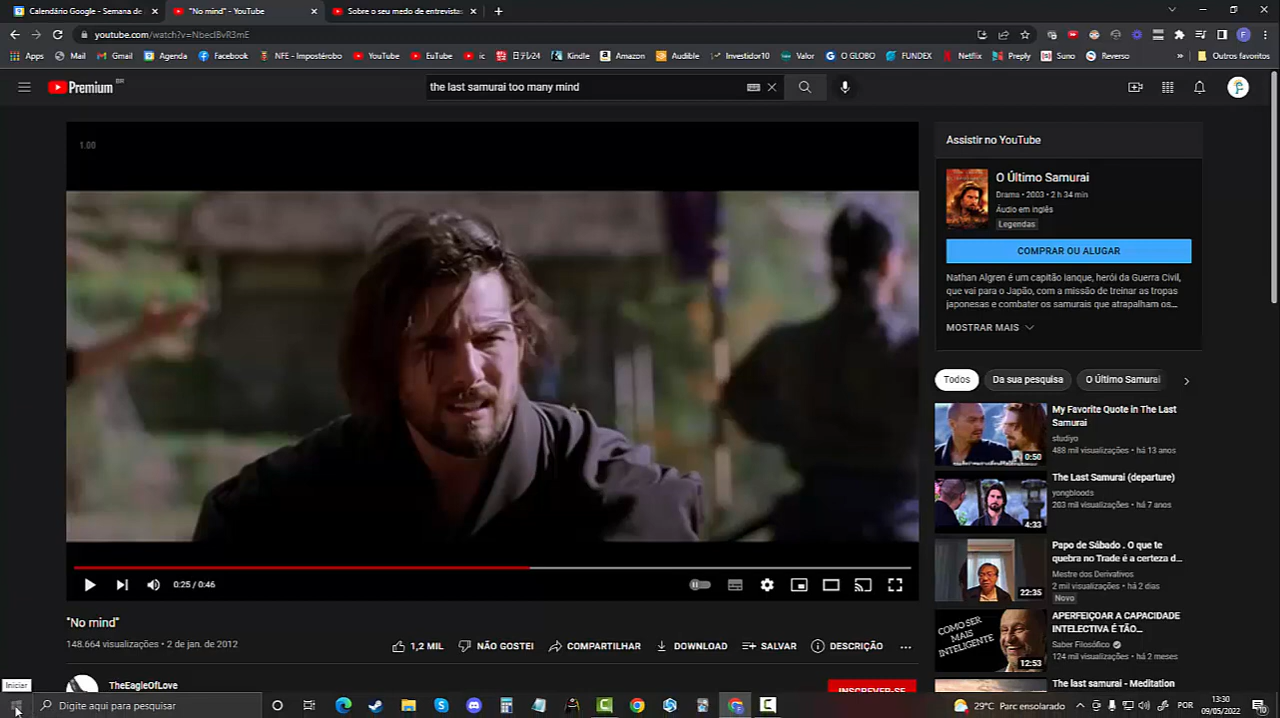 Calendário Google - Semana de
"No mind" - YouTube
Sobre o seu medo de entrevistas
youtube.com/watch?v=NbecIBvR3mE
Apps
Mail
Gmail
Agenda
Facebook
NFE - Impostérobo
YouTube
EuTube
ic
Kindle
Amazon
Audible
Investidor10
Valor
O GLOBO
FUNDEX
Netflix
Preply
Suno
Reverso
»
Outros favoritos
Premium BR
the last samurai too many mind
1.00
Assistir no YouTube
O Último Samurai
Drama • 2003 • 2 h 34 min
Áudio em inglês
Legendas
COMPRAR OU ALUGAR
Nathan Algren é um capitão ianque, herói da Guerra Civil,
que vai para o Japão, com a missão de treinar as tropas
japonesas e combater os samurais que atrapalham os...
MOSTRAR MAIS
Todos
Da sua pesquisa
O Último Samurai
My Favorite Quote in The Last
Samurai
studiyo
488 mil visualizações • há 13 anos
0:50
The Last Samurai (departure)
yongbloods
203 mil visualizações • há 7 anos
4:33
Papo de Sábado . O que te
quebra no Trade é a certeza d...
Mestre dos Derivativos
2 mil visualizações • há 2 dias
Novo
22:35
COMO SER
MAIS
INTELIGENTE
APERFEIÇOAR A CAPACIDADE
INTELECTIVA É TÃO...
Saber Filosófico
124 mil visualizações • há 2 meses
12:53
The last samurai - Meditation
0:25 / 0:46
"No mind"
148.664 visualizações • 2 de jan. de 2012
1,2 MIL
NÃO GOSTEI
COMPARTILHAR
DOWNLOAD
SALVAR
DESCRIÇÃO
TheEagleOfLove
INSCREVER-SE
Iniciar
Digite aqui para pesquisar
29°C Parc ensolarado
POR
13:30
09/05/2022